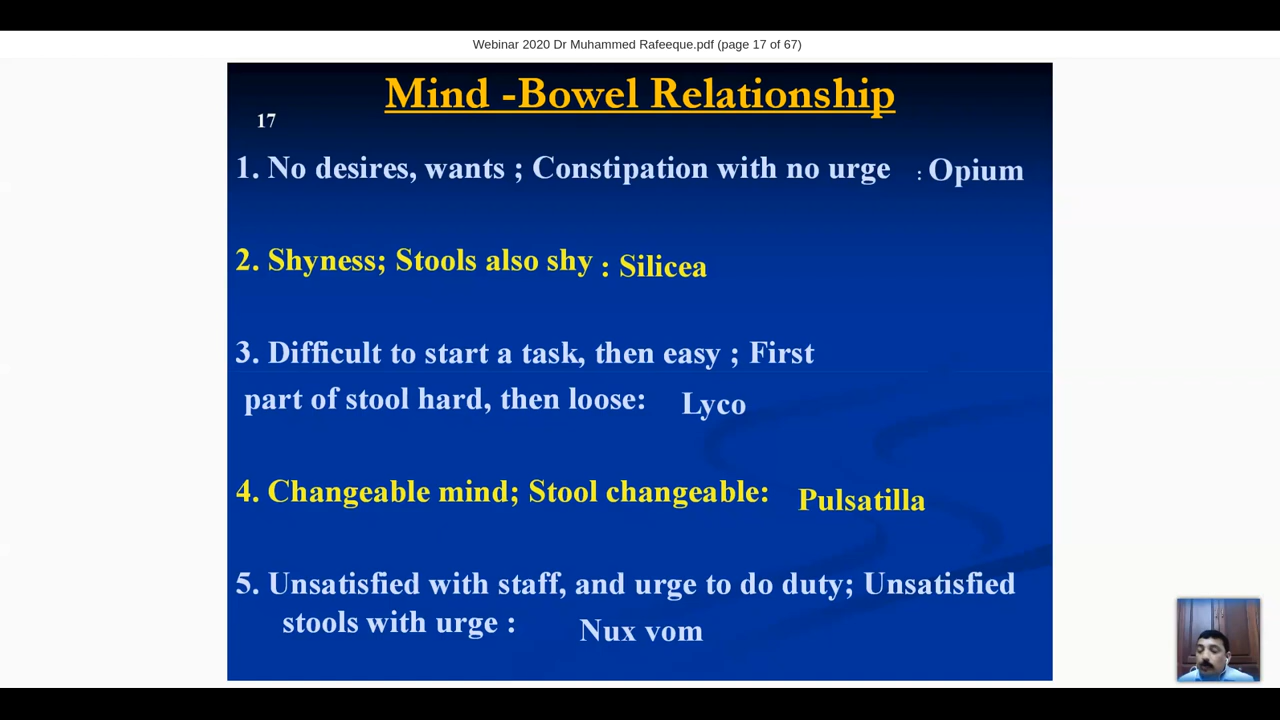 Webinar 2020 Dr Muhammed Rafeeque.pdf (page 17 of 67)
Mind -Bowel Relationship
17
1. No desires, wants ; Constipation with no urge : Opium
2. Shyness; Stools also shy : Silicea
3. Difficult to start a task, then easy ; First
part of stool hard, then loose: Lyco
4. Changeable mind; Stool changeable: Pulsatilla
5. Unsatisfied with staff, and urge to do duty; Unsatisfied
stools with urge : Nux vom